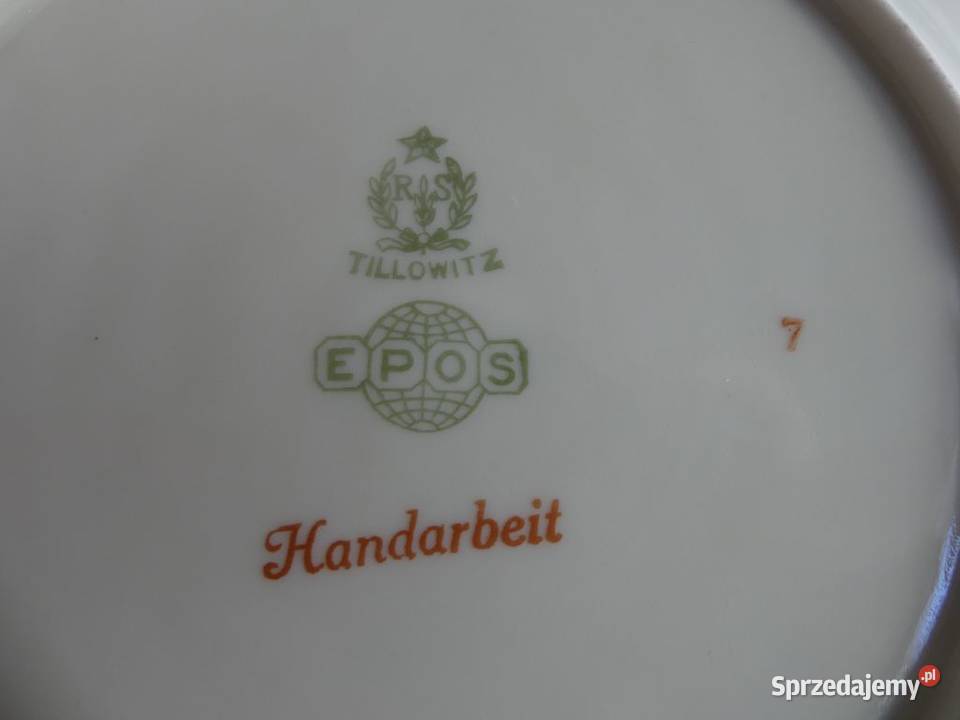 R S
TILLOWITZ
EPOS
7
Handarbeit
Sprzedajemy.pl